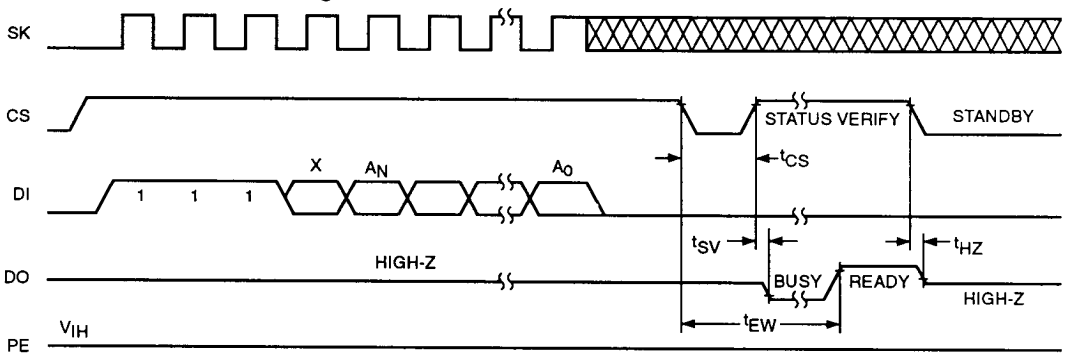 SK
CS STATUS VERIFY STANDBY
tCS
X AN A0
DI 1 1 1
tSV tHZ
HIGH-Z
DO BUSY READY
HIGH-Z
tEW
VIH
PE